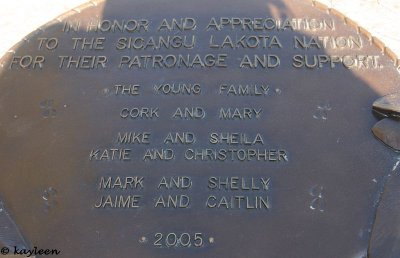 IN HONOR AND APPRECIATION
TO THE SICANGU LAKOTA NATION
FOR THEIR PATRONAGE AND SUPPORT.
· THE YOUNG FAMILY ·
CORK AND MARY
MIKE AND SHEILA
KATIE AND CHRISTOPHER
MARK AND SHELLY
JAIME AND CAITLIN
· 2005 ·
© kayleen